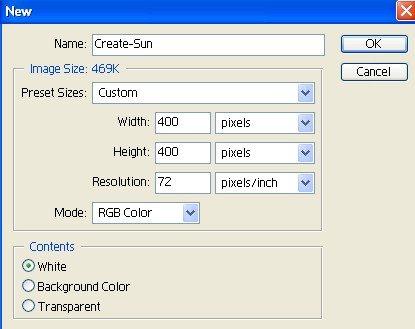 New
Name: Create-Sun
OK
Image Size: 469K
Cancel
Preset Sizes: Custom
Width: 400 pixels
Height: 400 pixels
Resolution: 72 pixels/inch
Mode: RGB Color
Contents
White
Background Color
Transparent